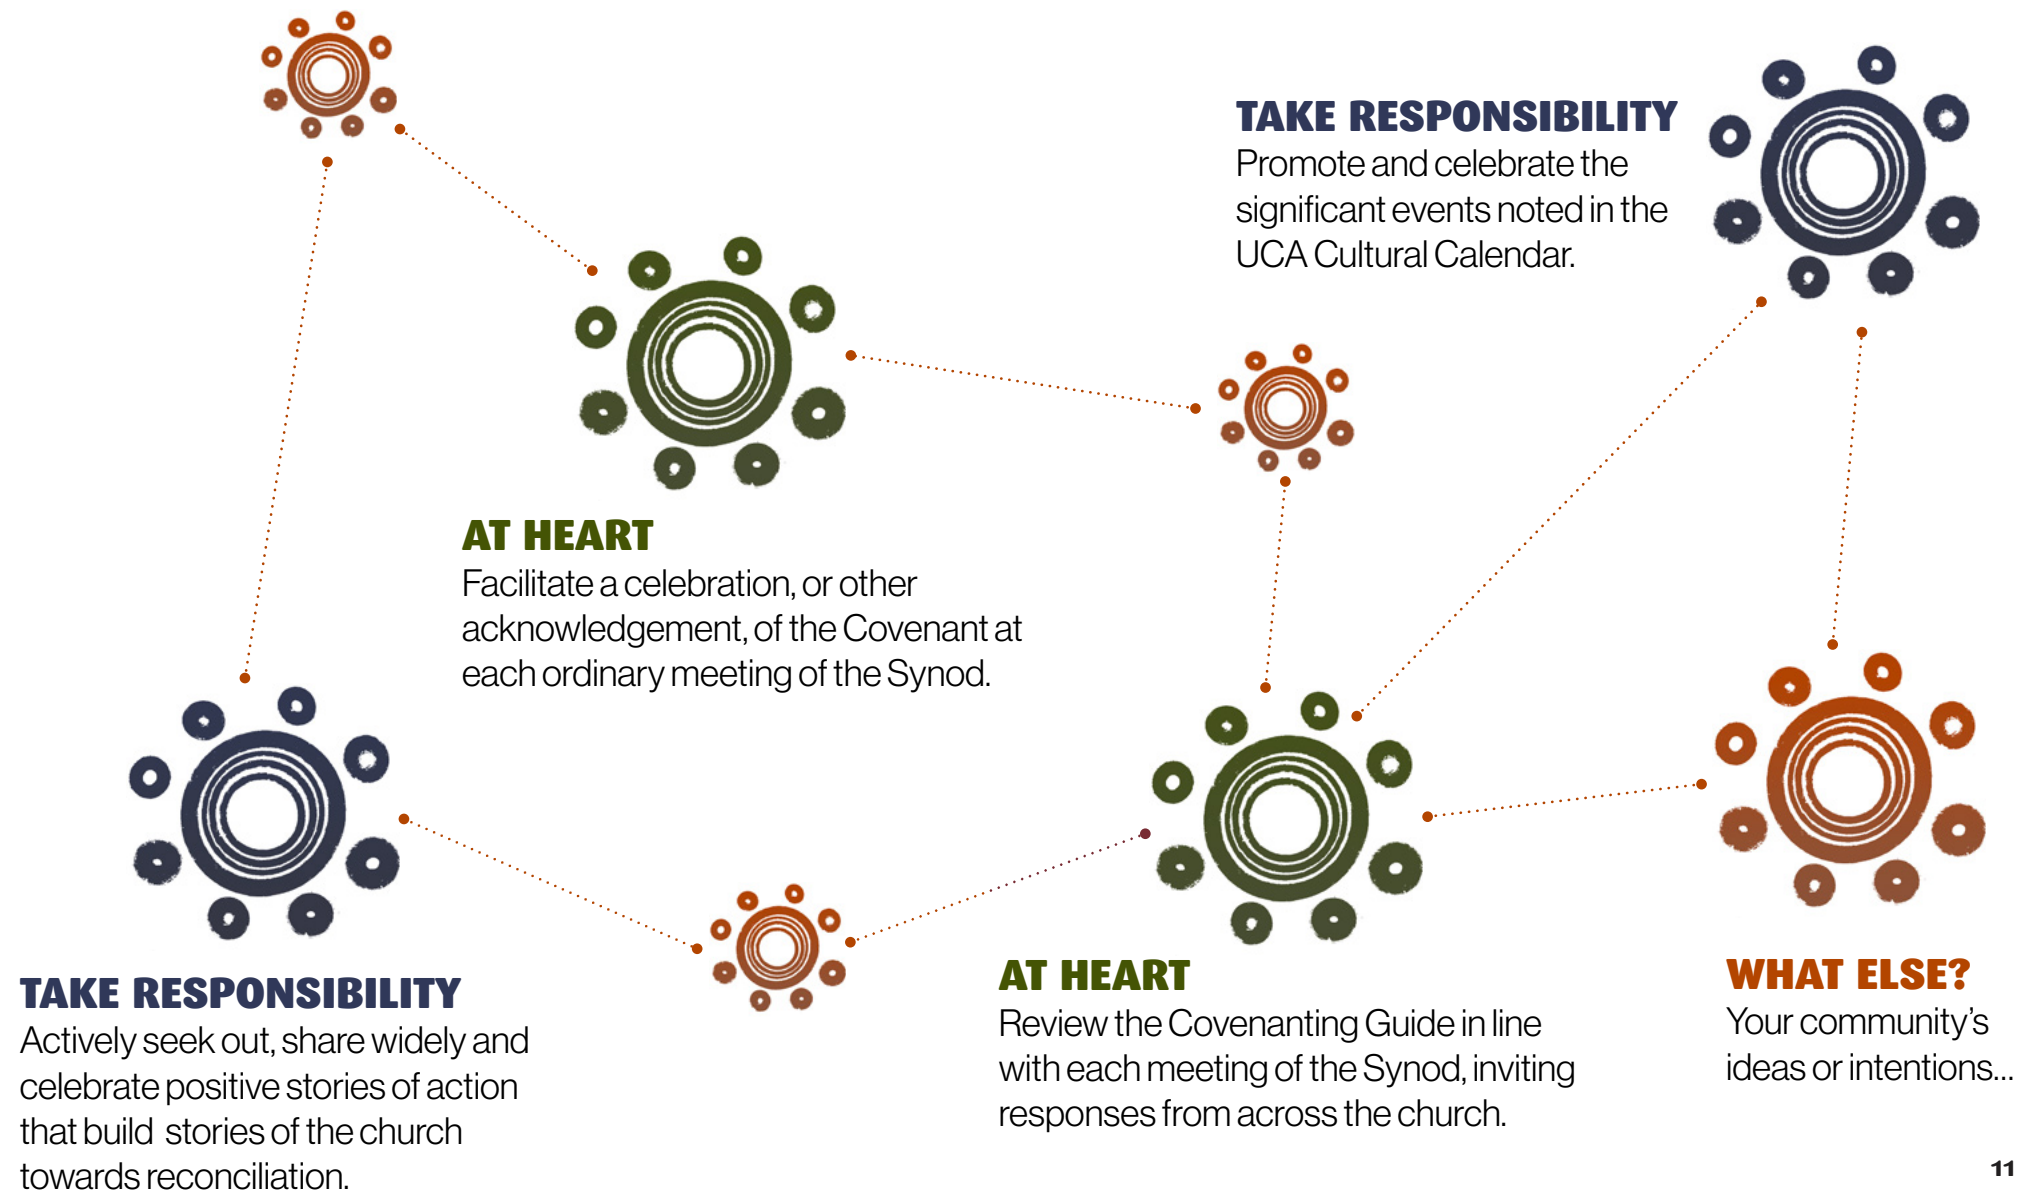 TAKE RESPONSIBILITY
Promote and celebrate the
significant events noted in the
UCA Cultural Calendar.
AT HEART
Facilitate a celebration, or other
acknowledgement, of the Covenant at
each ordinary meeting of the Synod.
TAKE RESPONSIBILITY
Actively seek out, share widely and
celebrate positive stories of action
that build stories of the church
towards reconciliation.
AT HEART
Review the Covenanting Guide in line
with each meeting of the Synod, inviting
responses from across the church.
WHAT ELSE?
Your community's
ideas or intentions...
11